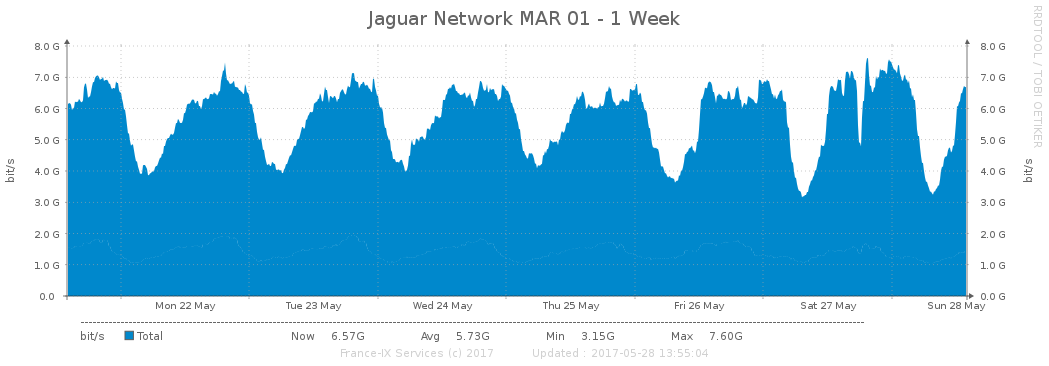 Jaguar Network MAR 01 - 1 Week
RRDTOOL / TOBI OETIKER
bit/s
8.0 G
7.0 G
6.0 G
5.0 G
4.0 G
3.0 G
2.0 G
1.0 G
0.0
8.0 G
7.0 G
6.0 G
5.0 G
4.0 G
3.0 G
2.0 G
1.0 G
0.0 G
bit/s
Mon 22 May Tue 23 May Wed 24 May Thu 25 May Fri 26 May Sat 27 May Sun 28 May
bit/s Total Now 6.57G Avg 5.73G Min 3.15G Max 7.60G
France-IX Services (c) 2017 Updated : 2017-05-28 13:55:04